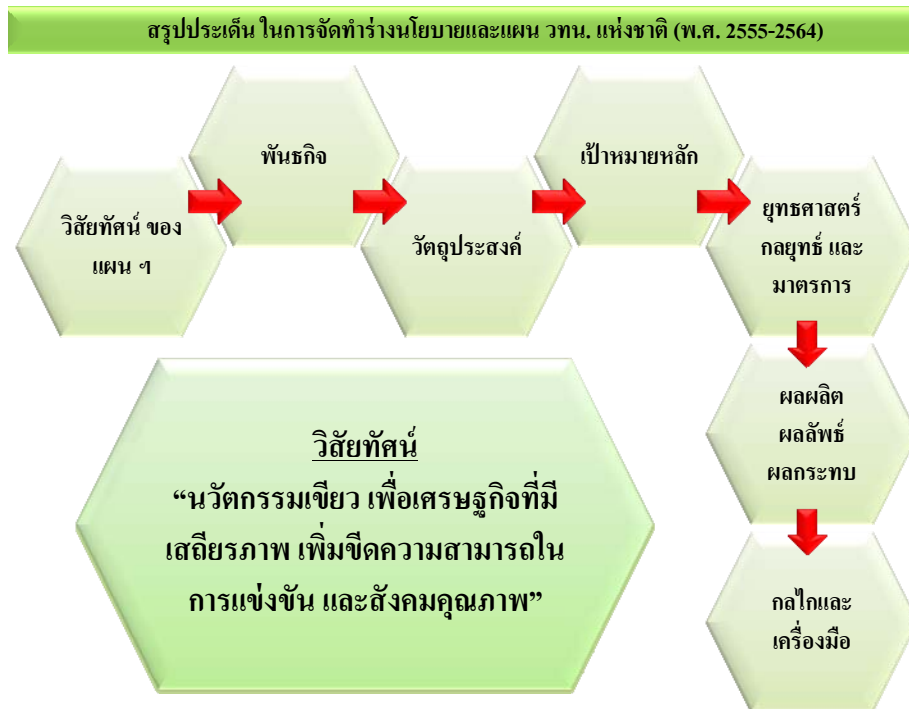 สรุปประเด็น ในการจัดทำร่างนโยบายและแผน วทน. แห่งชาติ (พ.ศ. 2555-2564)
วิสัยทัศน์ ของ
แผน ฯ
พันธกิจ
วัตถุประสงค์
เป้าหมายหลัก
ยุทธศาสตร์
กลยุทธ์ และ
มาตรการ
ผลผลิต
ผลลัพธ์
ผลกระทบ
กลไกและ
เครื่องมือ
วิสัยทัศน์
“นวัตกรรมเขียว เพื่อเศรษฐกิจที่มี
เสถียรภาพ เพิ่มขีดความสามารถใน
การแข่งขัน และสังคมคุณภาพ”